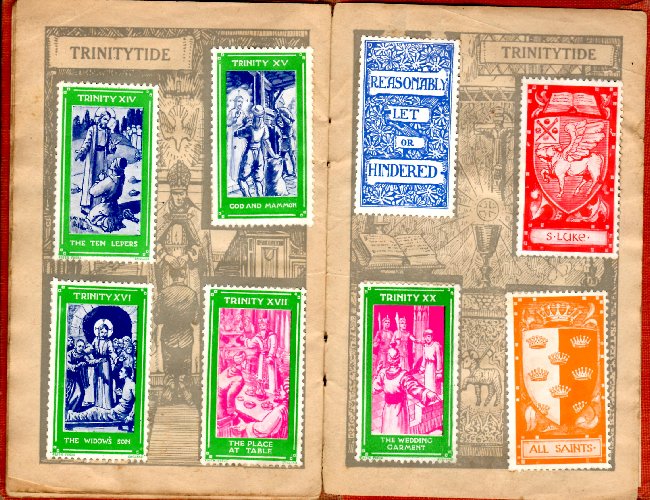 TRINITYTIDE
TRINITY XIV
THE TEN LEPERS
TRINITY XV
GOD AND MAMMON
TRINITY XVI
THE WIDOW'S SON
TRINITY XVII
THE PLACE
AT TABLE
TRINITYTIDE
REASONABLY
LET
OR
HINDERED
S·LUKE·
TRINITY XX
THE WEDDING
GARMENT
ALL SAINTS·